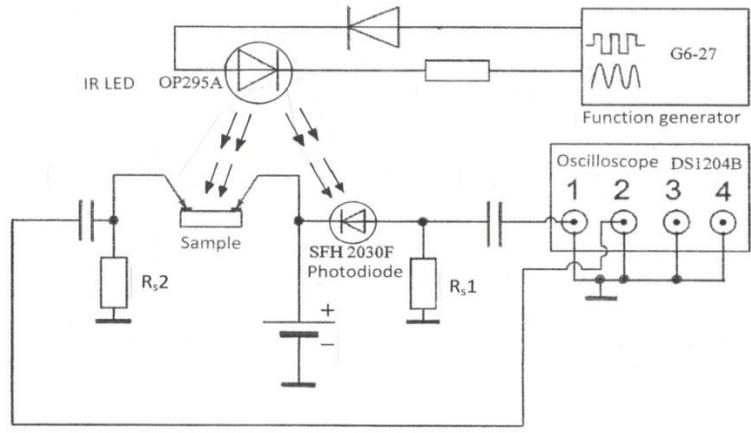 G6-27
IR LED
OP295A
Function generator
Oscilloscope DS1204B
1 2 3 4
Sample
SFH 2030F
Photodiode
Rs2
Rs1
+
−